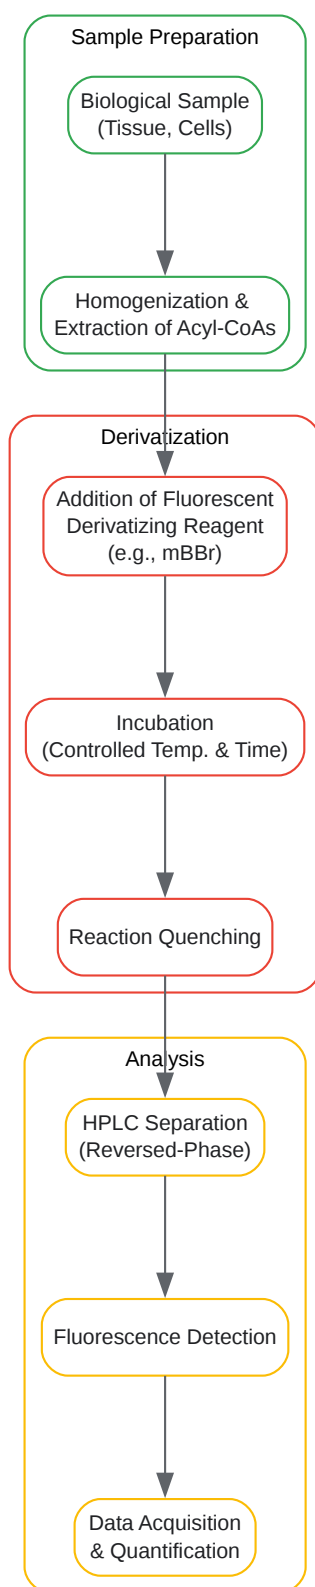 Sample Preparation
Biological Sample
(Tissue, Cells)
Homogenization &
Extraction of Acyl-CoAs
Derivatization
Addition of Fluorescent
Derivatizing Reagent
(e.g., mBBr)
Incubation
(Controlled Temp. & Time)
Reaction Quenching
Analysis
HPLC Separation
(Reversed-Phase)
Fluorescence Detection
Data Acquisition
& Quantification